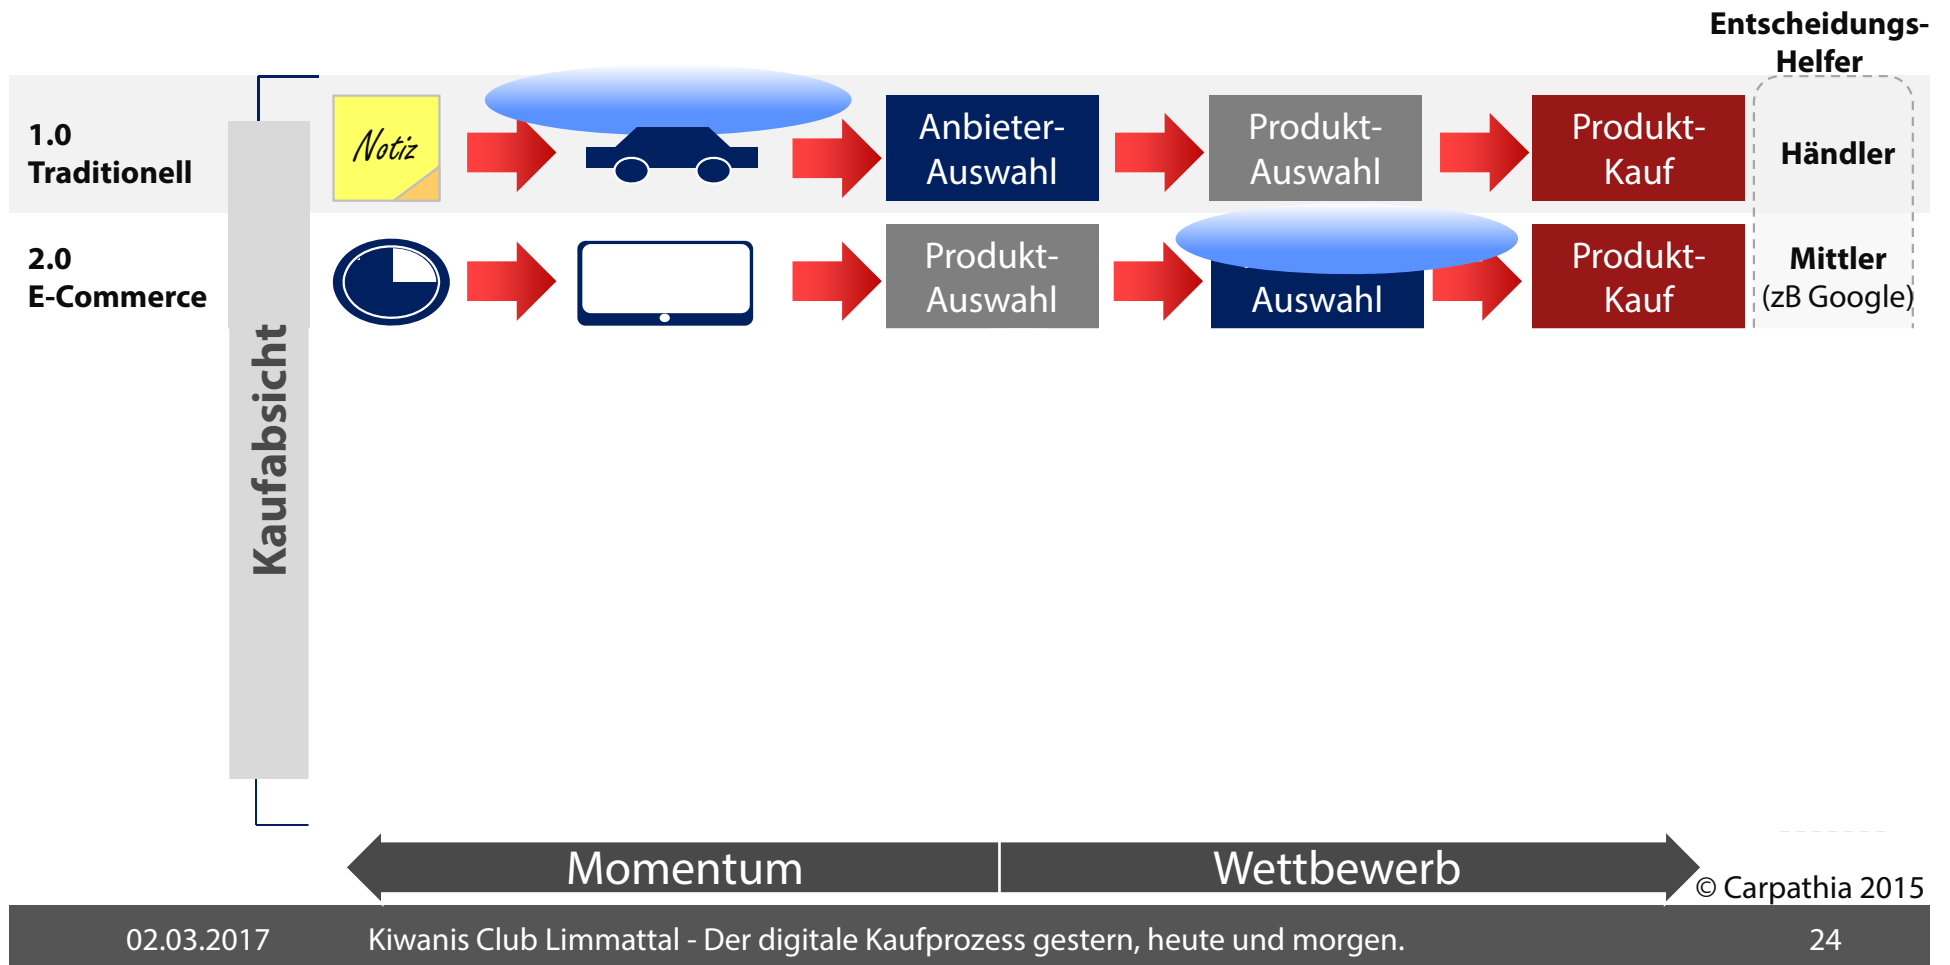 Entscheidungs-
Helfer
1.0
Traditionell
Notiz
Anbieter-
Auswahl
Produkt-
Auswahl
Produkt-
Kauf
Händler
2.0
E-Commerce
Produkt-
Auswahl
Auswahl
Produkt-
Kauf
Mittler
(zB Google)
Kaufabsicht
Momentum
Wettbewerb
© Carpathia 2015
02.03.2017
Kiwanis Club Limmattal - Der digitale Kaufprozess gestern, heute und morgen.
24